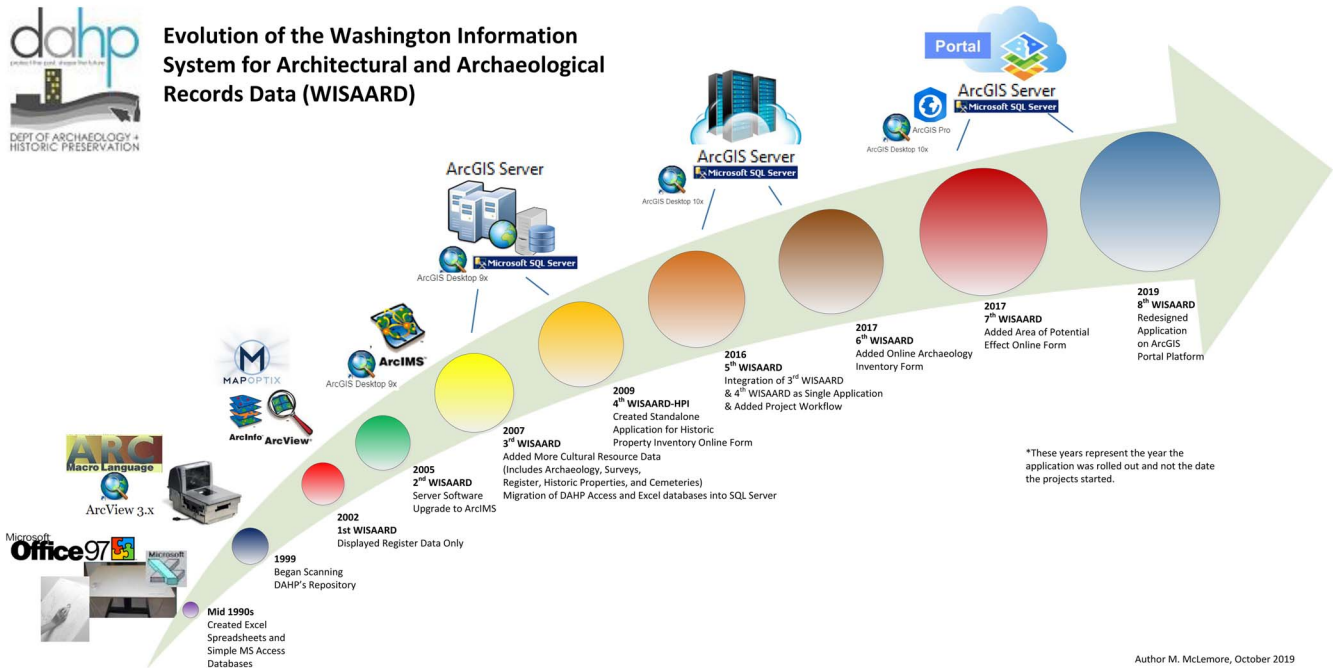 dahp
protect the past, shape the future
DEPT OF ARCHAEOLOGY +
HISTORIC PRESERVATION
Evolution of the Washington Information
System for Architectural and Archaeological
Records Data (WISAARD)
Microsoft
Office 97
Microsoft
Mid 1990s
Created Excel
Spreadsheets and
Simple MS Access
Databases
ARC
Macro Language
ArcView 3.x
1999
Began Scanning
DAHP's Repository
M
MAPOPTIX
ArcInfo
ArcView
2002
1st WISAARD
Displayed Register Data Only
ArcIMS
ArcGIS Desktop 9x
2005
2nd WISAARD
Server Software
Upgrade to ArcIMS
ArcGIS Server
Microsoft SQL Server
ArcGIS Desktop 9x
2007
3rd WISAARD
Added More Cultural Resource Data
(Includes Archaeology, Surveys,
Register, Historic Properties, and Cemeteries)
Migration of DAHP Access and Excel databases into SQL Server
2009
4th WISAARD-HPI
Created Standalone
Application for Historic
Property Inventory Online Form
ArcGIS Server
Microsoft SQL Server
ArcGIS Desktop 10x
2016
5th WISAARD
Integration of 3rd WISAARD
& 4th WISAARD as Single Application
& Added Project Workflow
2017
6th WISAARD
Added Online Archaeology
Inventory Form
Portal
ArcGIS Server
Microsoft SQL Server
ArcGIS Pro
ArcGIS Desktop 10x
2017
7th WISAARD
Added Area of Potential
Effect Online Form
2019
8th WISAARD
Redesigned
Application
on ArcGIS
Portal Platform
*These years represent the year the
application was rolled out and not the date
the projects started.
Author M. McLemore, October 2019